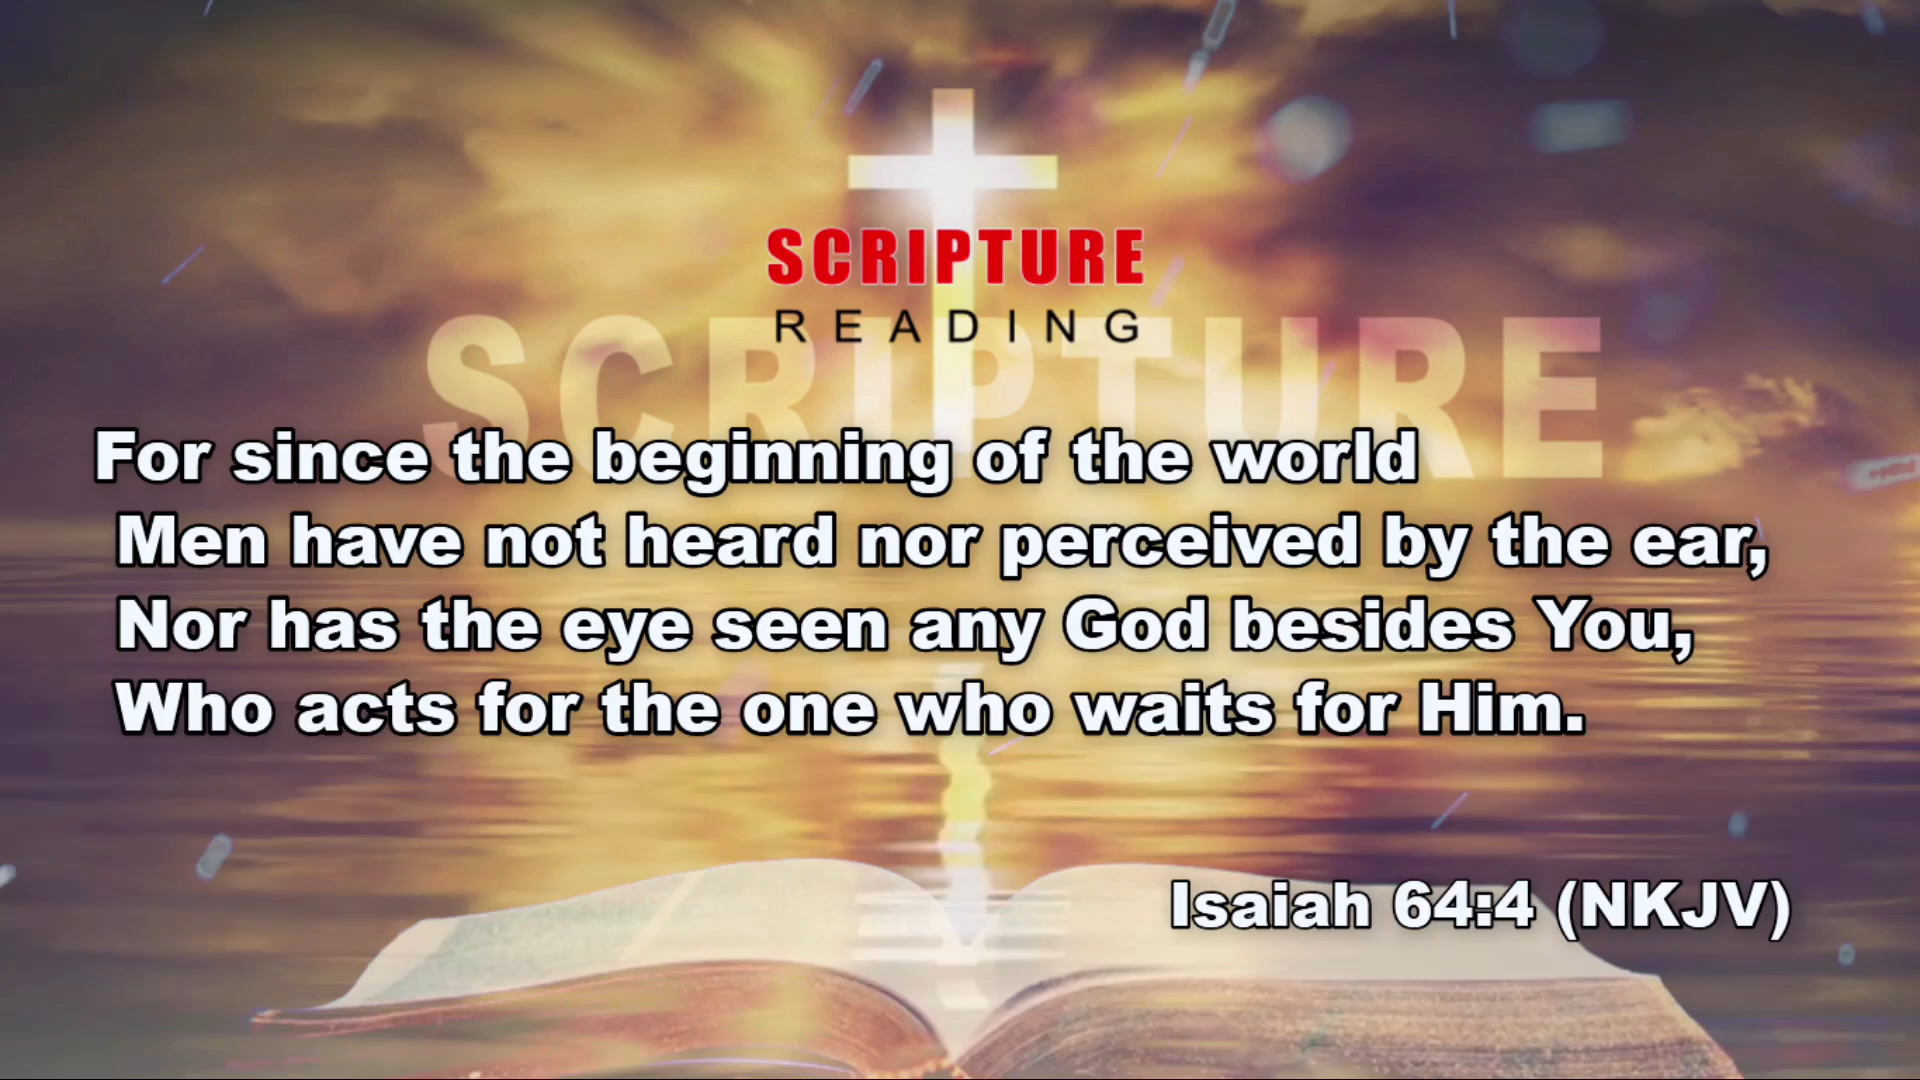 SCRIPTURE
READING
SCRIPTURE
For since the beginning of the world
Men have not heard nor perceived by the ear,
Nor has the eye seen any God besides You,
Who acts for the one who waits for Him.
Isaiah 64:4 (NKJV)